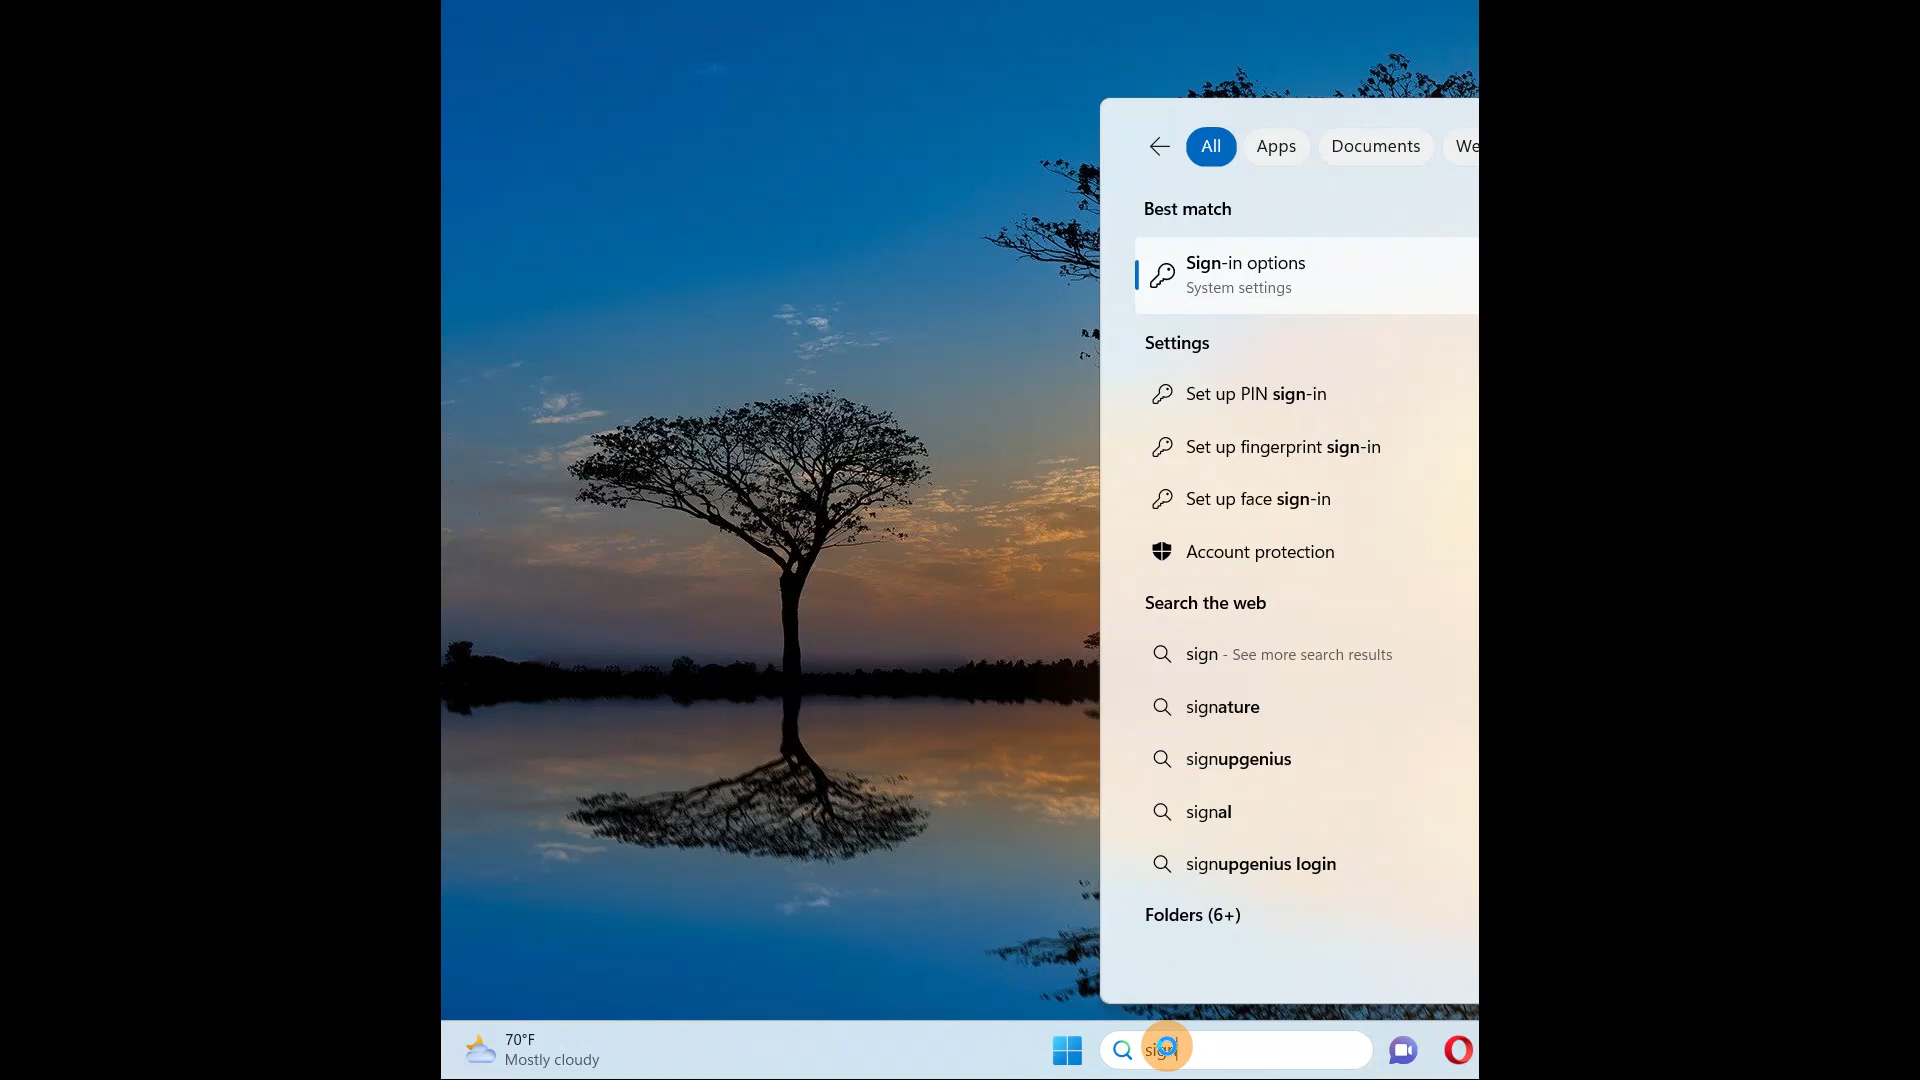 All Apps Documents We
Best match
Sign-in options
System settings
Settings
Set up PIN sign-in
Set up fingerprint sign-in
Set up face sign-in
Account protection
Search the web
sign - See more search results
signature
signupgenius
signal
signupgenius login
Folders (6+)
70°F
Mostly cloudy
sign